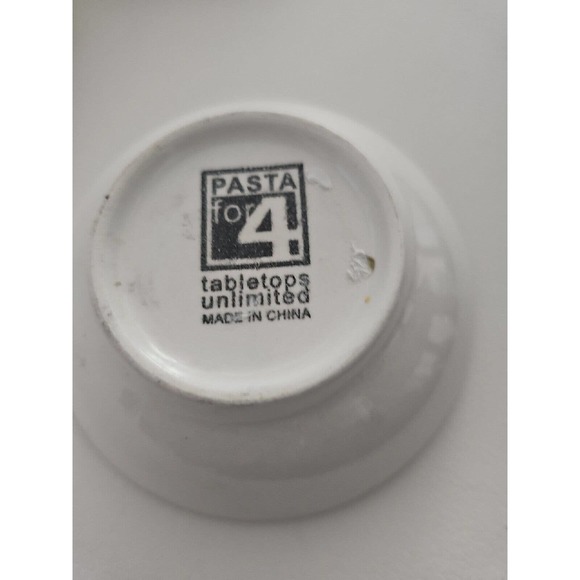 PASTA
for 4
tabletops
unlimited
MADE IN CHINA